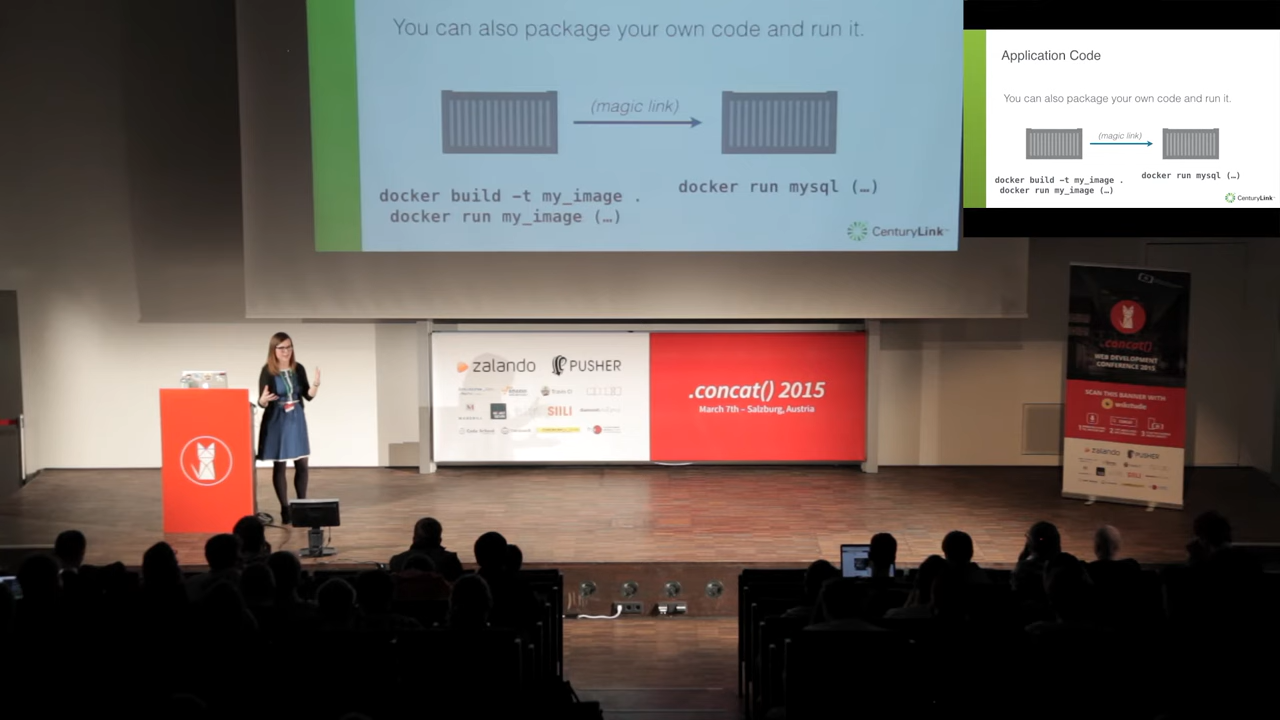 You can also package your own code and run it.
(magic link)
docker build -t my_image .
docker run my_image (…)
docker run mysql (…)
CenturyLink
Application Code
You can also package your own code and run it.
(magic link)
docker build -t my_image .
docker run my_image (…)
docker run mysql (…)
CenturyLink
zalando
PUSHER
SIILI
.concat() 2015
March 7th – Salzburg, Austria
.concat()
WEB DEVELOPMENT
CONFERENCE 2015
SCAN THIS BANNER WITH
zalando
PUSHER